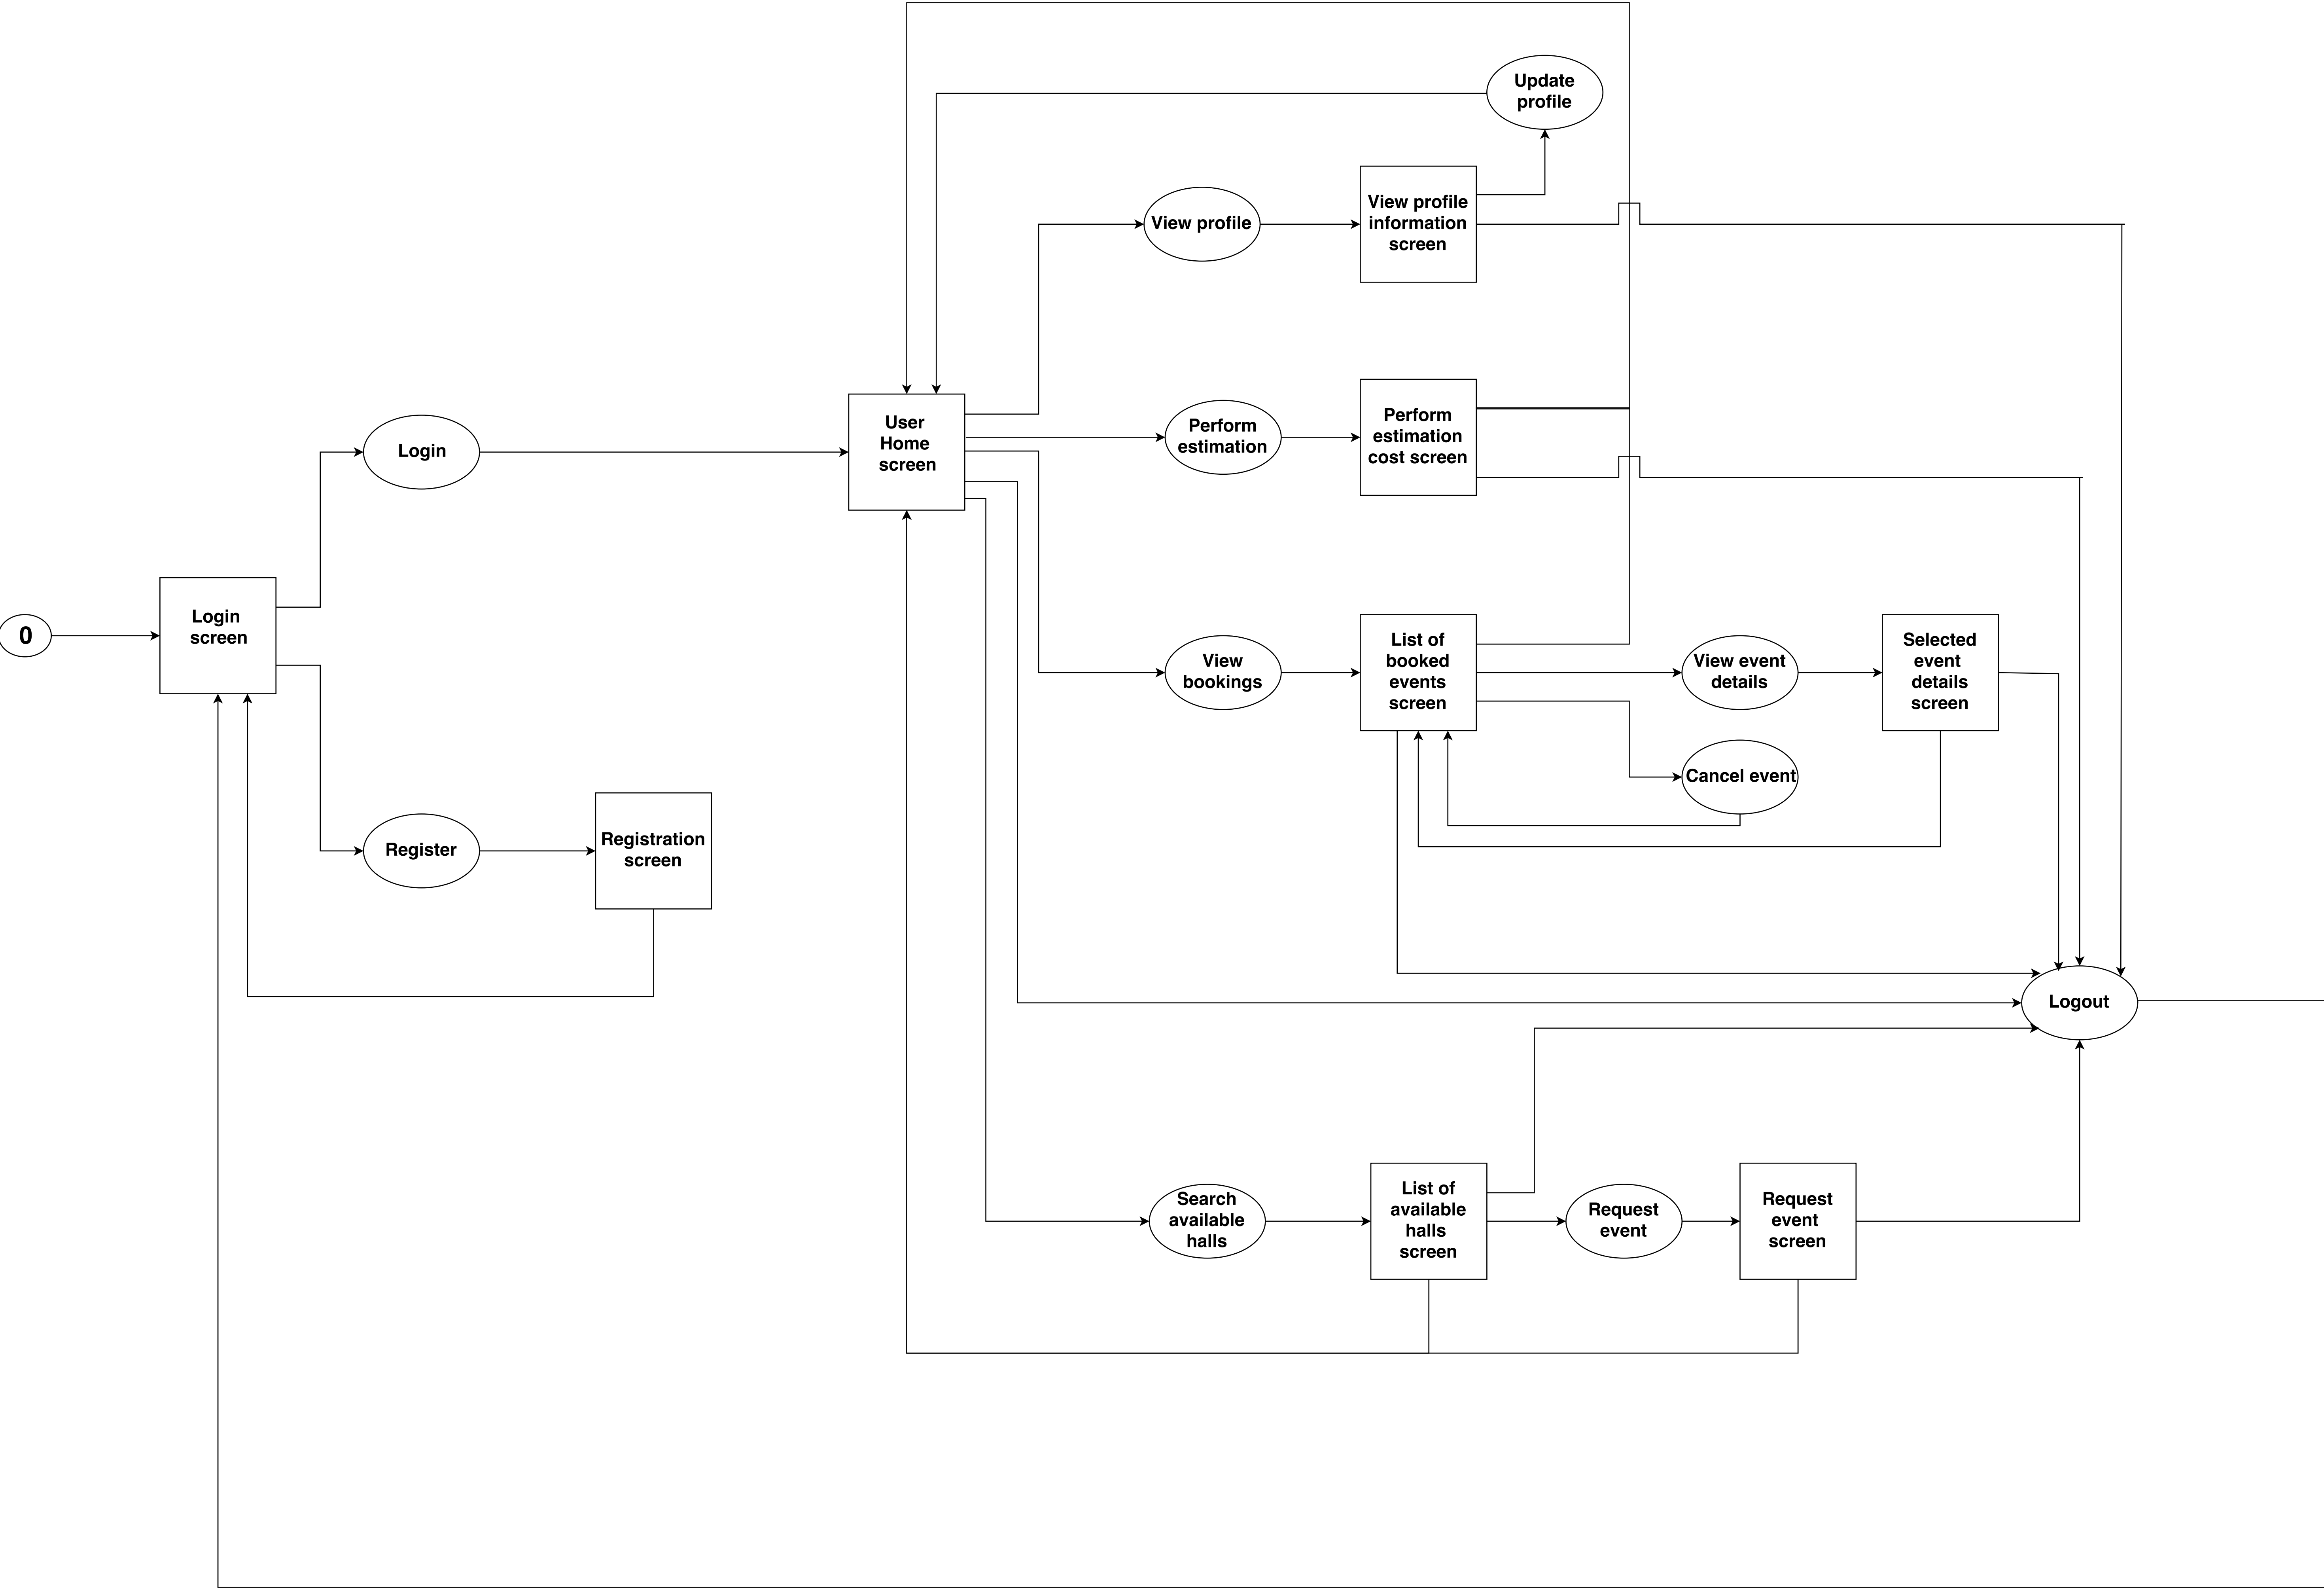 Update
profile
View profile
View profile
information
screen
User
Home
screen
Perform
estimation
Perform
estimation
cost screen
Login
0
Login
screen
View
bookings
List of
booked
events
screen
View event
details
Selected
event
details
screen
Cancel event
Register
Registration
screen
Logout
Search
available
halls
List of
available
halls
screen
Request
event
Request
event
screen